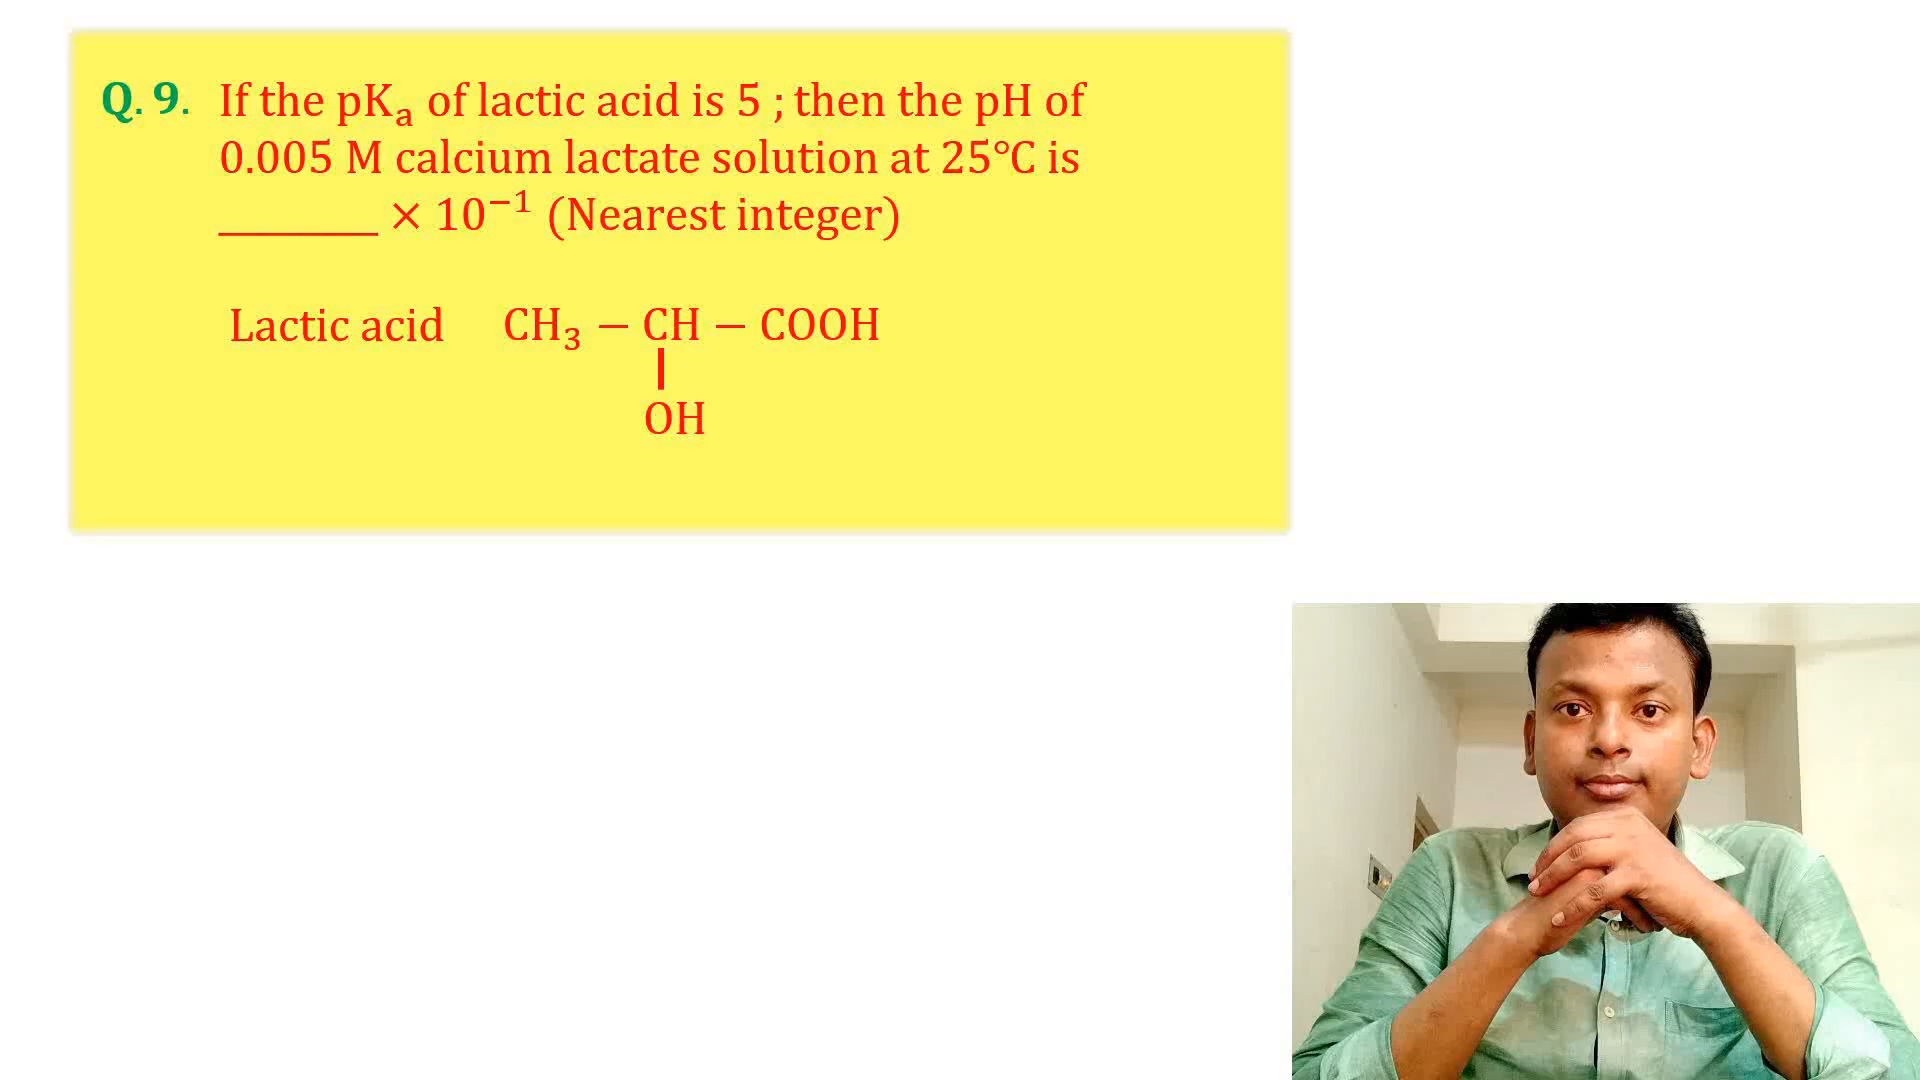 Q. 9. If the pKₐ of lactic acid is 5 ; then the pH of
0.005 M calcium lactate solution at 25°C is
________ × 10⁻¹ (Nearest integer)
Lactic acid CH₃ − CH − COOH
OH